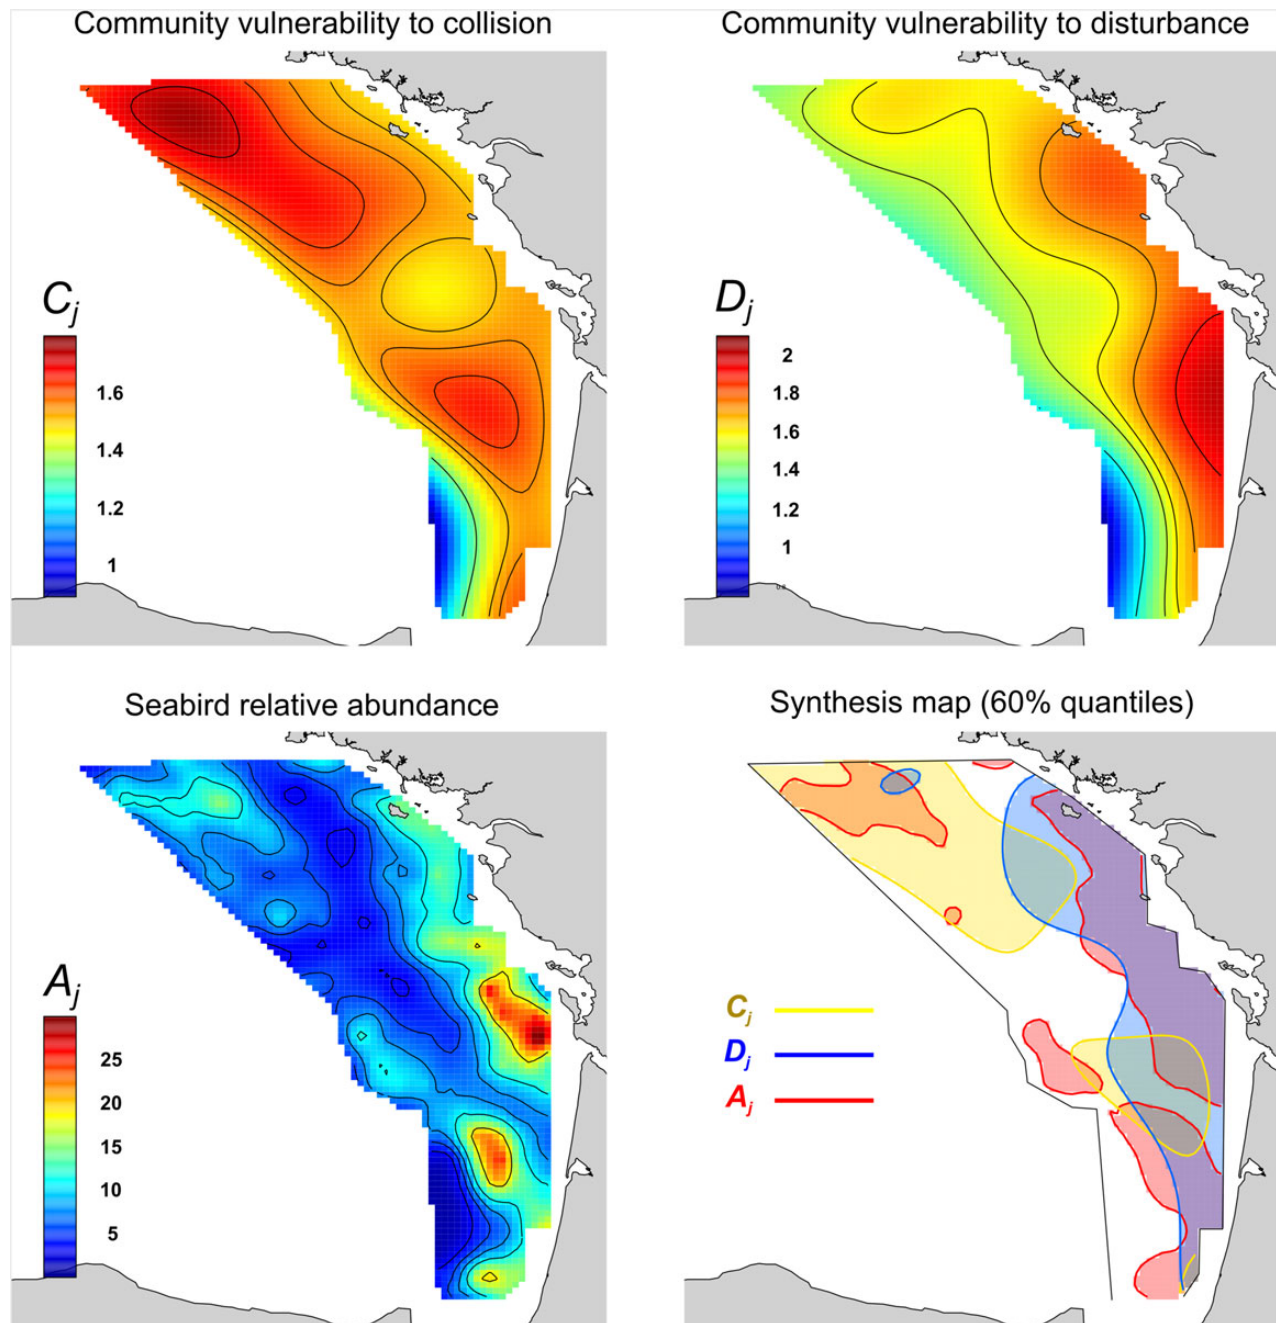 Community vulnerability to collision
Community vulnerability to disturbance
Cj
1.6
1.4
1.2
1
Dj
2
1.8
1.6
1.4
1.2
1
0.8
Seabird relative abundance
Synthesis map (60% quantiles)
Aj
25
20
15
10
5
Cj
Dj
Aj